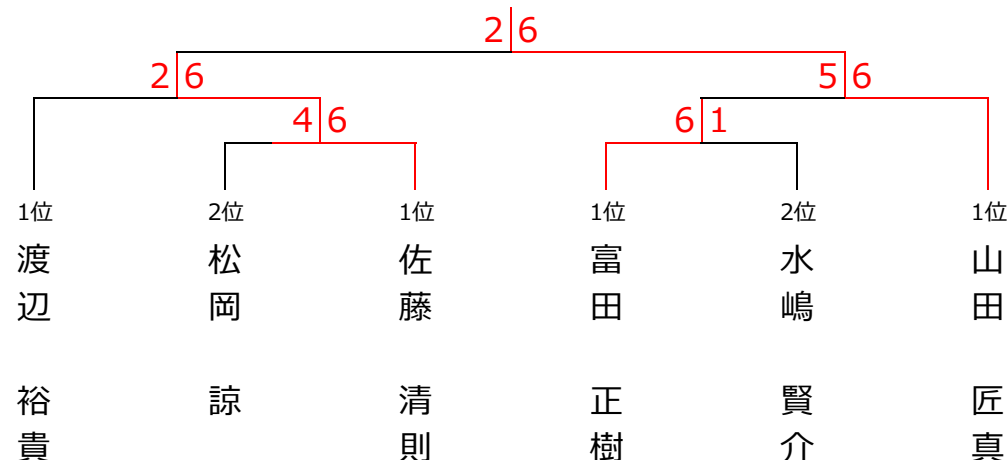 2 6
2 6
5 6
4 6
6 1
1位 2位 1位 1位 2位 1位
渡辺 裕貴
松岡 諒
佐藤 清則
富田 正樹
水嶋 賢介
山田 匠真